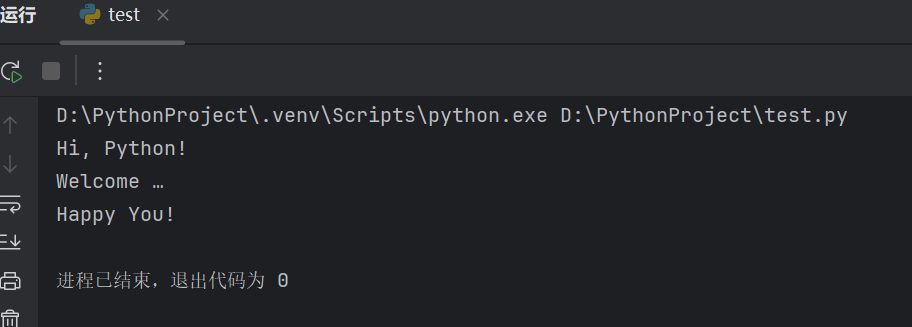 运行 test
D:\PythonProject\.venv\Scripts\python.exe D:\PythonProject\test.py
Hi, Python!
Welcome …
Happy You!
进程已结束，退出代码为 0